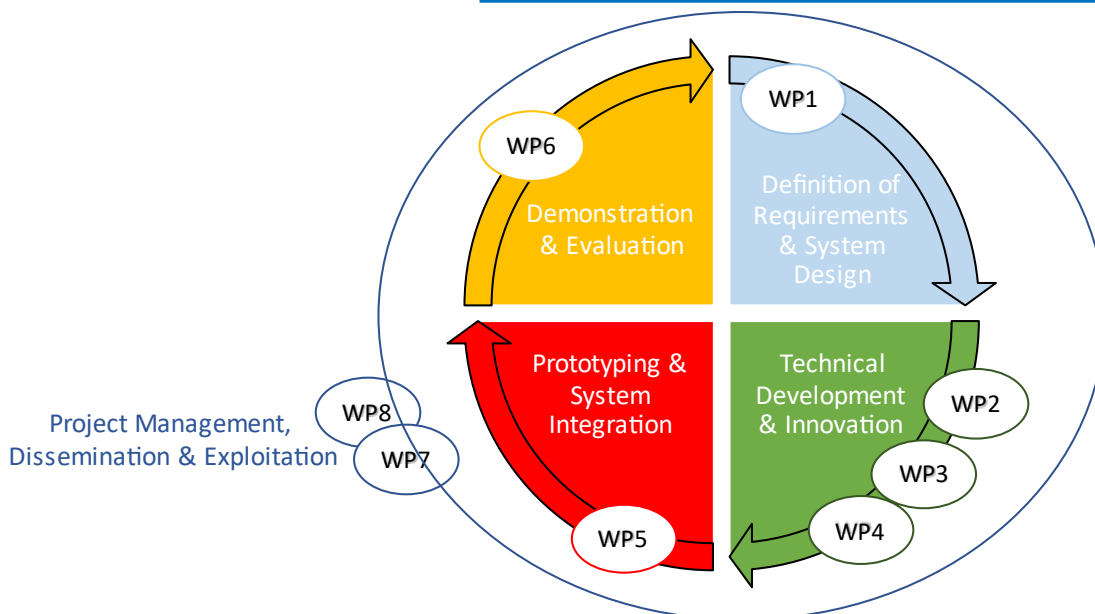 WP1
WP6
Definition of
Requirements
& System
Design
Demonstration
& Evaluation
Prototyping &
System
Integration
Technical
Development
& Innovation
WP2
WP3
WP4
WP5
WP8
WP7
Project Management,
Dissemination & Exploitation